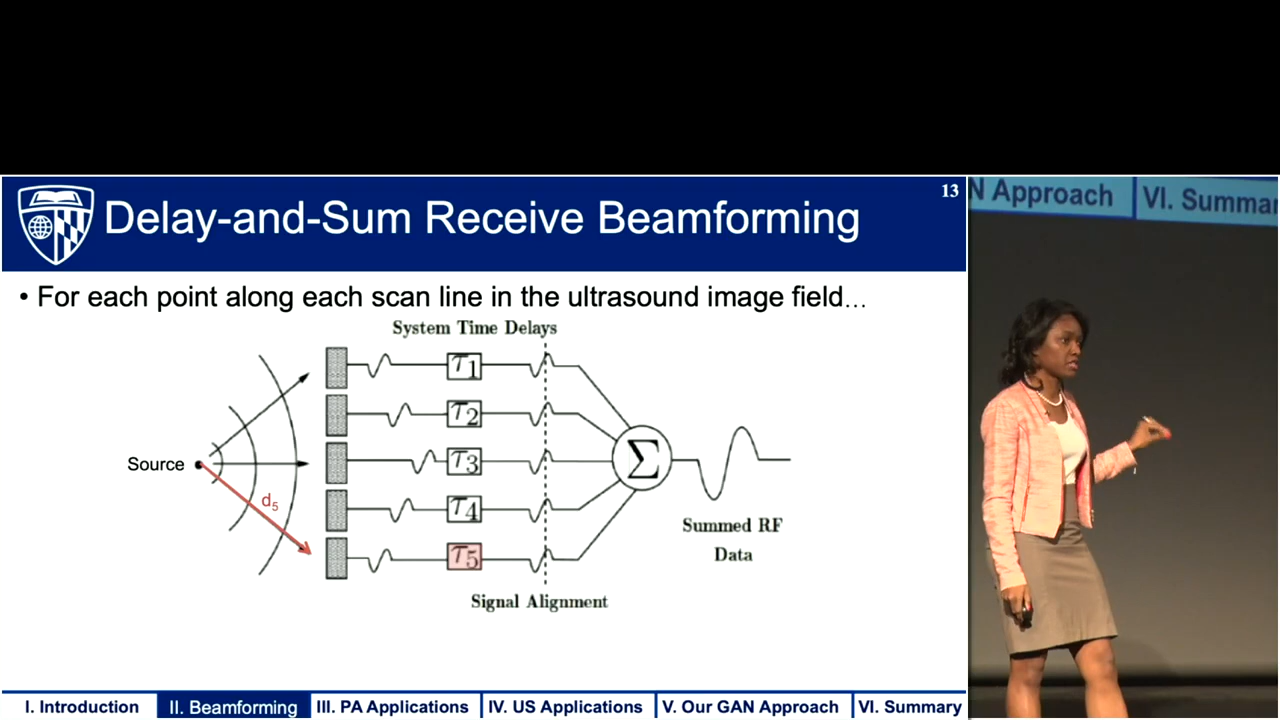 Delay-and-Sum Receive Beamforming
13
N Approach
VI. Summar
• For each point along each scan line in the ultrasound image field...
System Time Delays
τ1
τ2
τ3
τ4
τ5
Source
d5
Σ
Summed RF
Data
Signal Alignment
I. Introduction
II. Beamforming
III. PA Applications
IV. US Applications
V. Our GAN Approach
VI. Summary